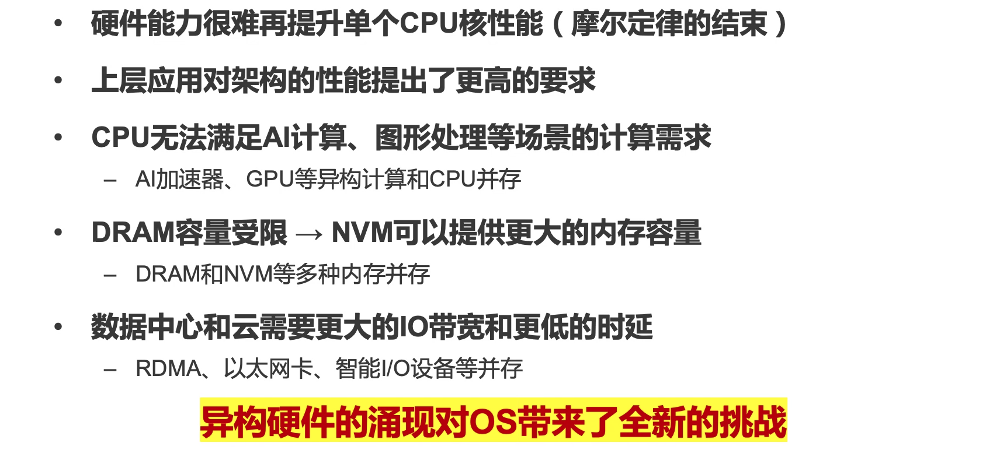 • 硬件能力很难再提升单个CPU核性能（摩尔定律的结束）
• 上层应用对架构的性能提出了更高的要求
• CPU无法满足AI计算、图形处理等场景的计算需求
– AI加速器、GPU等异构计算和CPU并存
• DRAM容量受限 → NVM可以提供更大的内存容量
– DRAM和NVM等多种内存并存
• 数据中心和云需要更大的IO带宽和更低的时延
– RDMA、以太网卡、智能I/O设备等并存
异构硬件的涌现对OS带来了全新的挑战